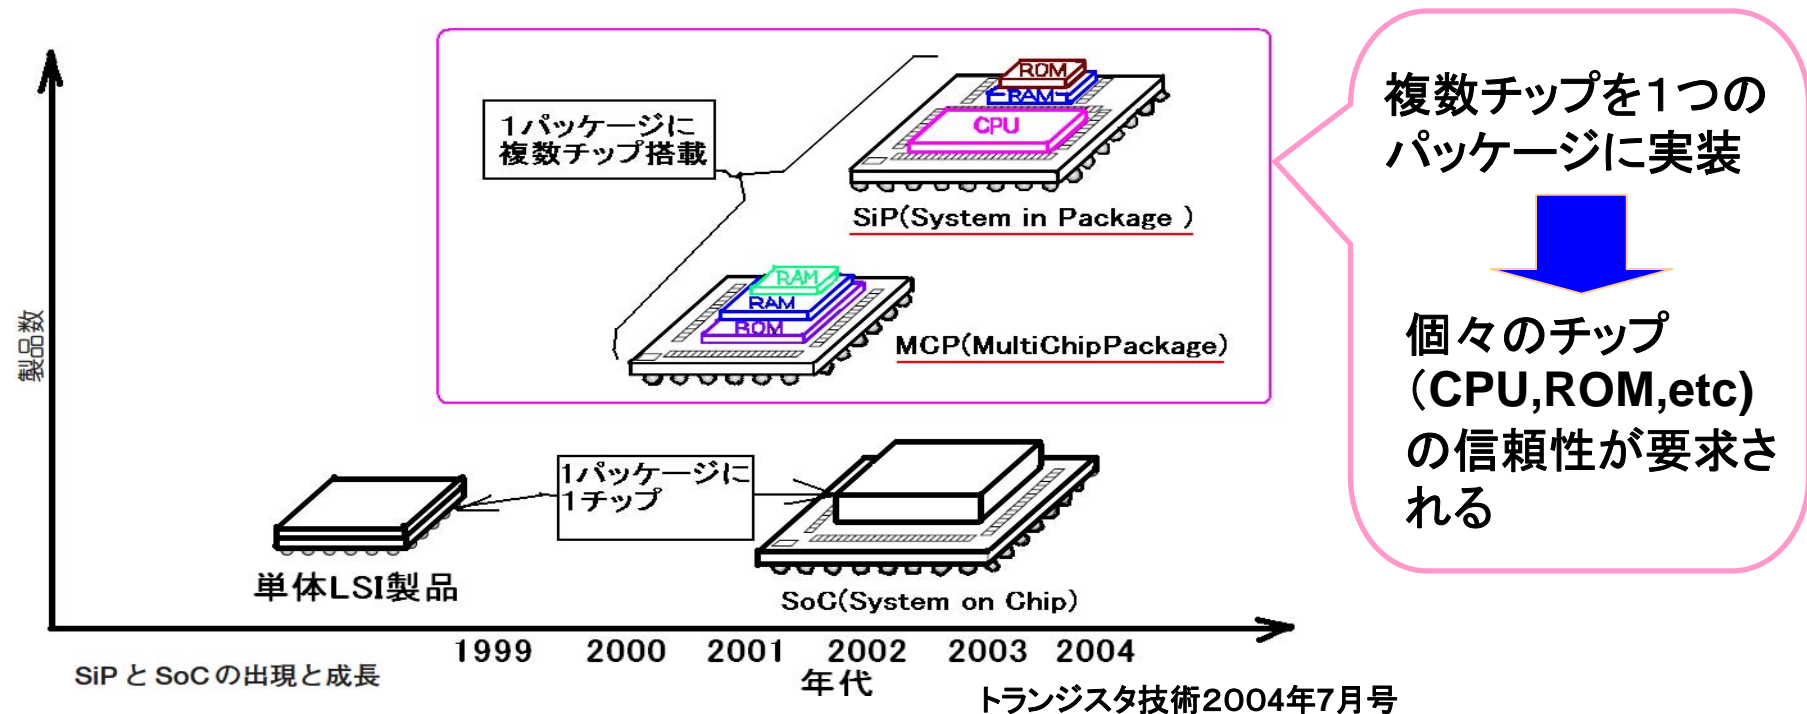 ROM
RAM
CPU
1パッケージに
複数チップ搭載
SiP(System in Package )
RAM
RAM
ROM
MCP(MultiChipPackage)
製品数
1パッケージに
1チップ
単体LSI製品
SoC(System on Chip)
1999 2000 2001 2002 2003 2004
年代
SiPとSoCの出現と成長
トランジスタ技術2004年7月号
複数チップを1つの
パッケージに実装
個々のチップ
(CPU,ROM,etc)
の信頼性が要求さ
れる